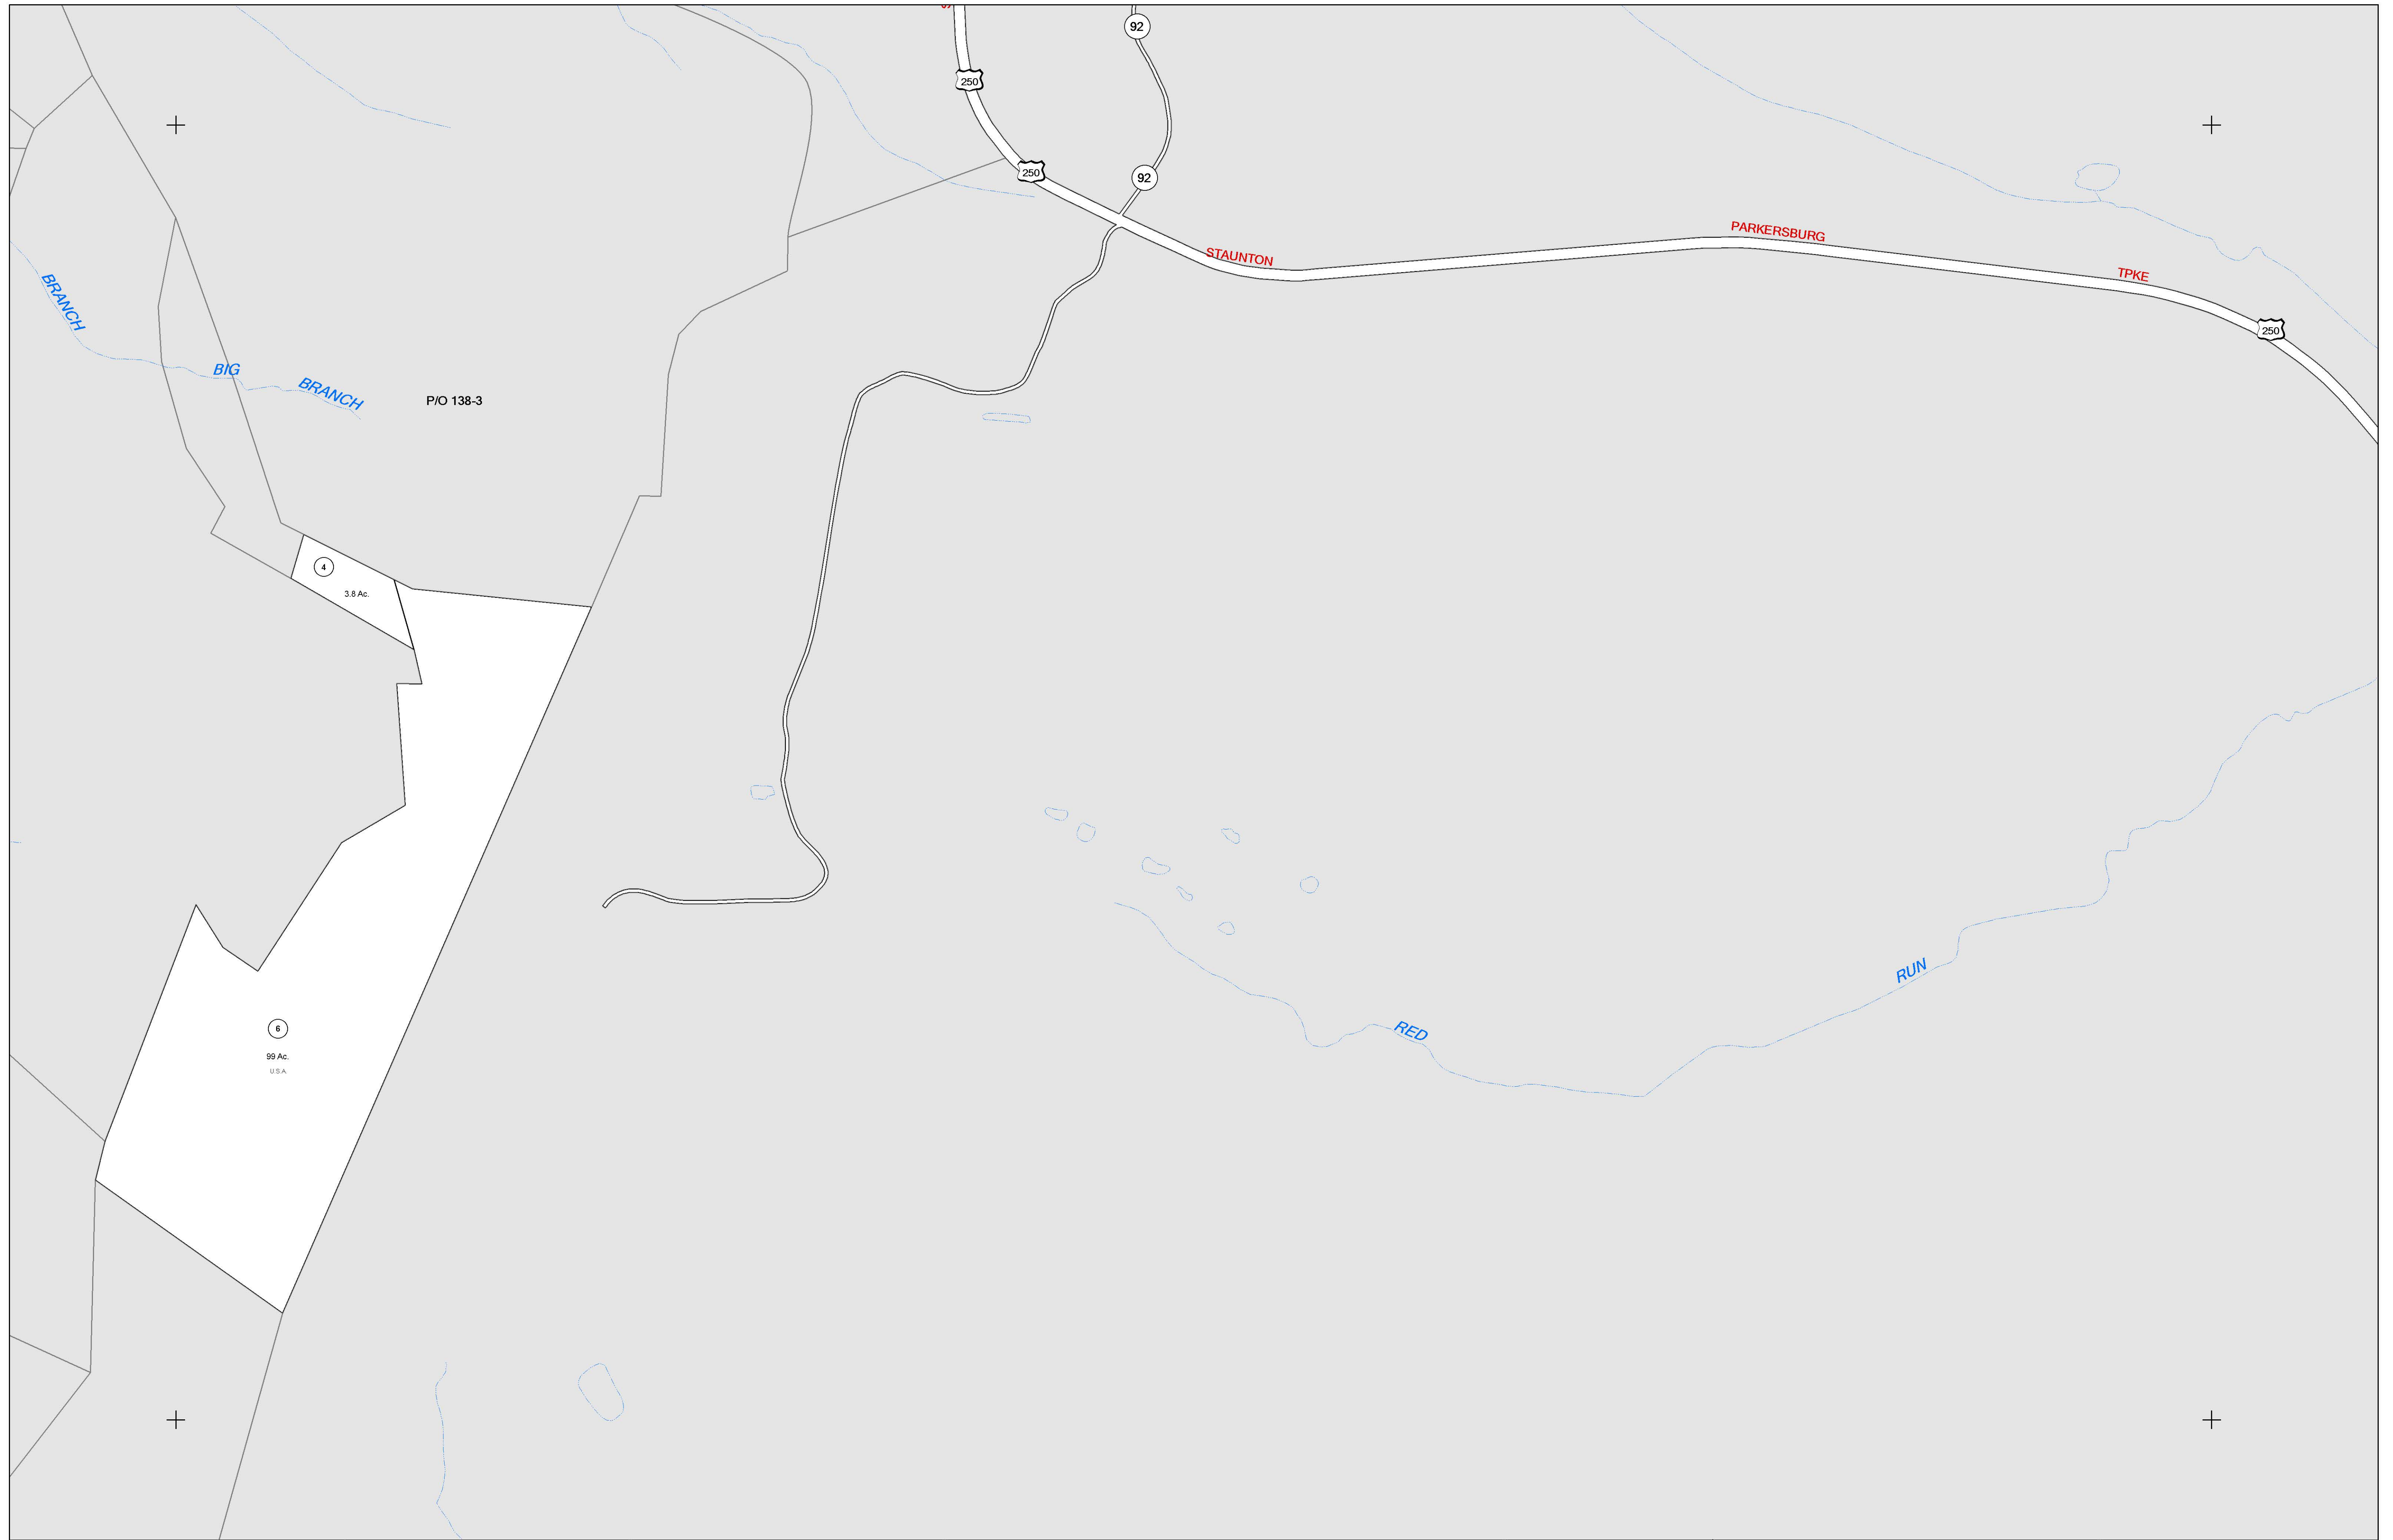 92
250
250
92
STAUNTON
PARKERSBURG
TPKE
250
BRANCH
BIG
BRANCH
P/O 138-3
4
3.8 Ac.
6
99 Ac.
U.S.A.
RED
RUN